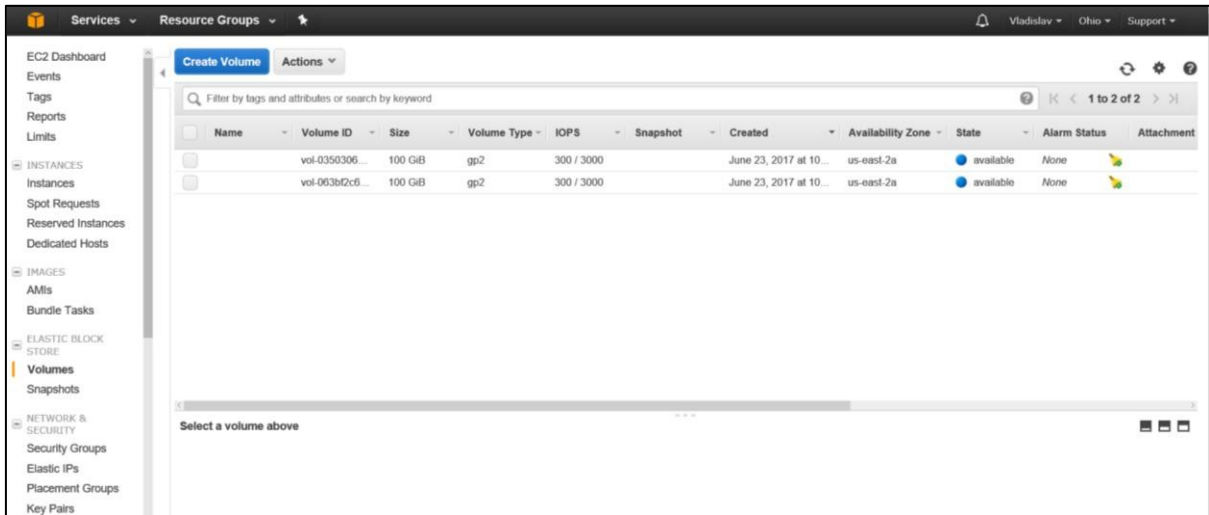 Services Resource Groups Vladislav Ohio Support
EC2 Dashboard
Events
Tags
Reports
Limits
INSTANCES
Instances
Spot Requests
Reserved Instances
Dedicated Hosts
IMAGES
AMIs
Bundle Tasks
ELASTIC BLOCK
STORE
Volumes
Snapshots
NETWORK &
SECURITY
Security Groups
Elastic IPs
Placement Groups
Key Pairs
Create Volume Actions
Filter by tags and attributes or search by keyword 1 to 2 of 2
Name Volume ID Size Volume Type IOPS Snapshot Created Availability Zone State Alarm Status Attachment
vol-0350306... 100 GiB gp2 300 / 3000 June 23, 2017 at 10... us-east-2a available None
vol-063bf2c6... 100 GiB gp2 300 / 3000 June 23, 2017 at 10... us-east-2a available None
Select a volume above